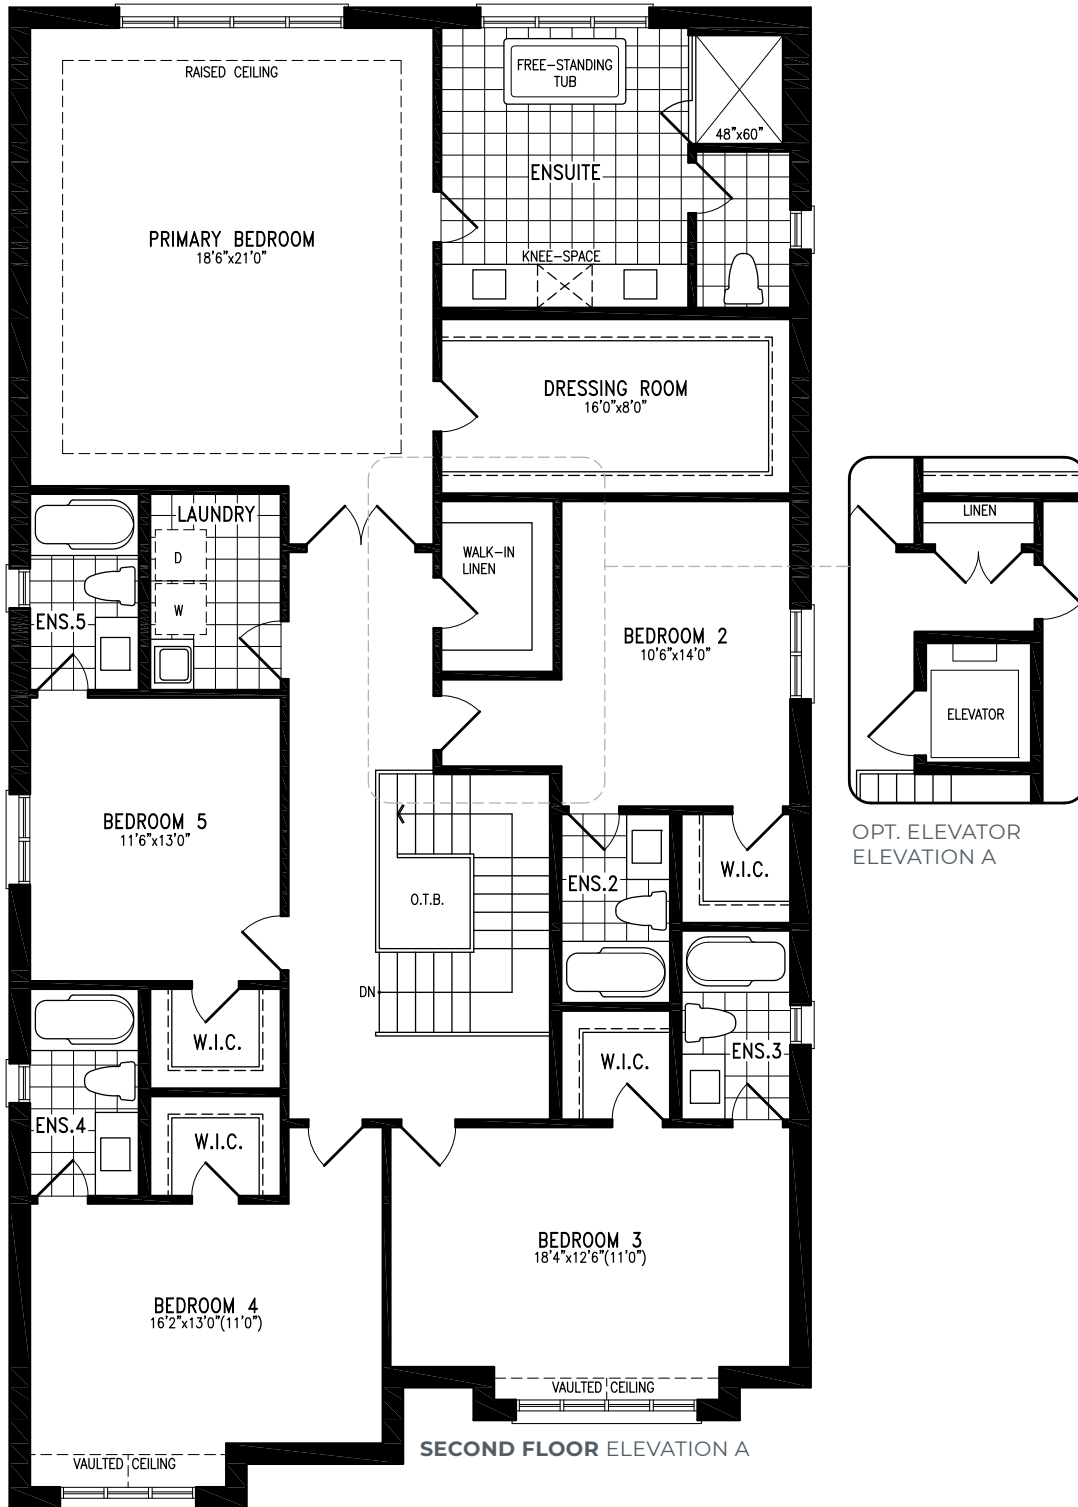 RAISED CEILING
FREE-STANDING
TUB
48"x60"
ENSUITE
PRIMARY BEDROOM
18'6"x21'0"
KNEE-SPACE
DRESSING ROOM
16'0"x8'0"
LAUNDRY
D
W
ENS.5
WALK-IN
LINEN
BEDROOM 2
10'6"x14'0"
LINEN
ELEVATOR
OPT. ELEVATOR
ELEVATION A
BEDROOM 5
11'6"x13'0"
O.T.B.
DN
ENS.2
W.I.C.
W.I.C.
W.I.C.
ENS.3
ENS.4
W.I.C.
BEDROOM 3
18'4"x12'6"(11'0")
BEDROOM 4
16'2"x13'0"(11'0")
VAULTED CEILING
VAULTED CEILING
SECOND FLOOR ELEVATION A